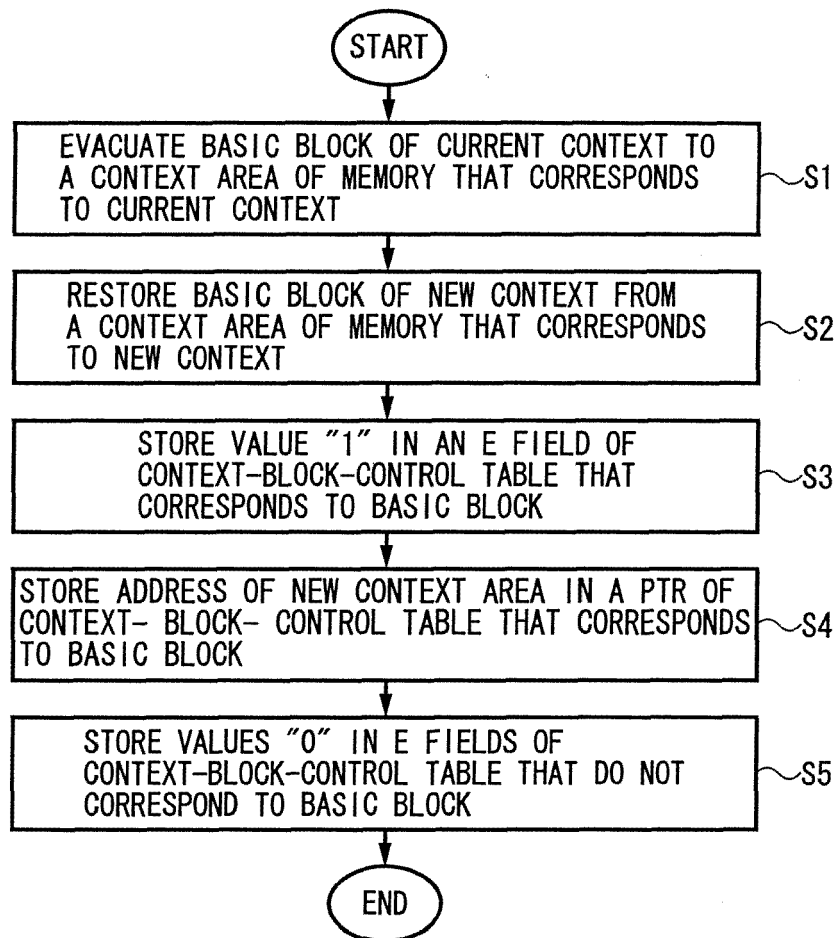 START
EVACUATE BASIC BLOCK OF CURRENT CONTEXT TO
A CONTEXT AREA OF MEMORY THAT CORRESPONDS
TO CURRENT CONTEXT
S1
RESTORE BASIC BLOCK OF NEW CONTEXT FROM
A CONTEXT AREA OF MEMORY THAT CORRESPONDS
TO NEW CONTEXT
S2
STORE VALUE "1" IN AN E FIELD OF
CONTEXT-BLOCK-CONTROL TABLE THAT
CORRESPONDS TO BASIC BLOCK
S3
STORE ADDRESS OF NEW CONTEXT AREA IN A PTR OF
CONTEXT- BLOCK- CONTROL TABLE THAT CORRESPONDS
TO BASIC BLOCK
S4
STORE VALUES "0" IN E FIELDS OF
CONTEXT-BLOCK-CONTROL TABLE THAT DO NOT
CORRESPOND TO BASIC BLOCK
S5
END